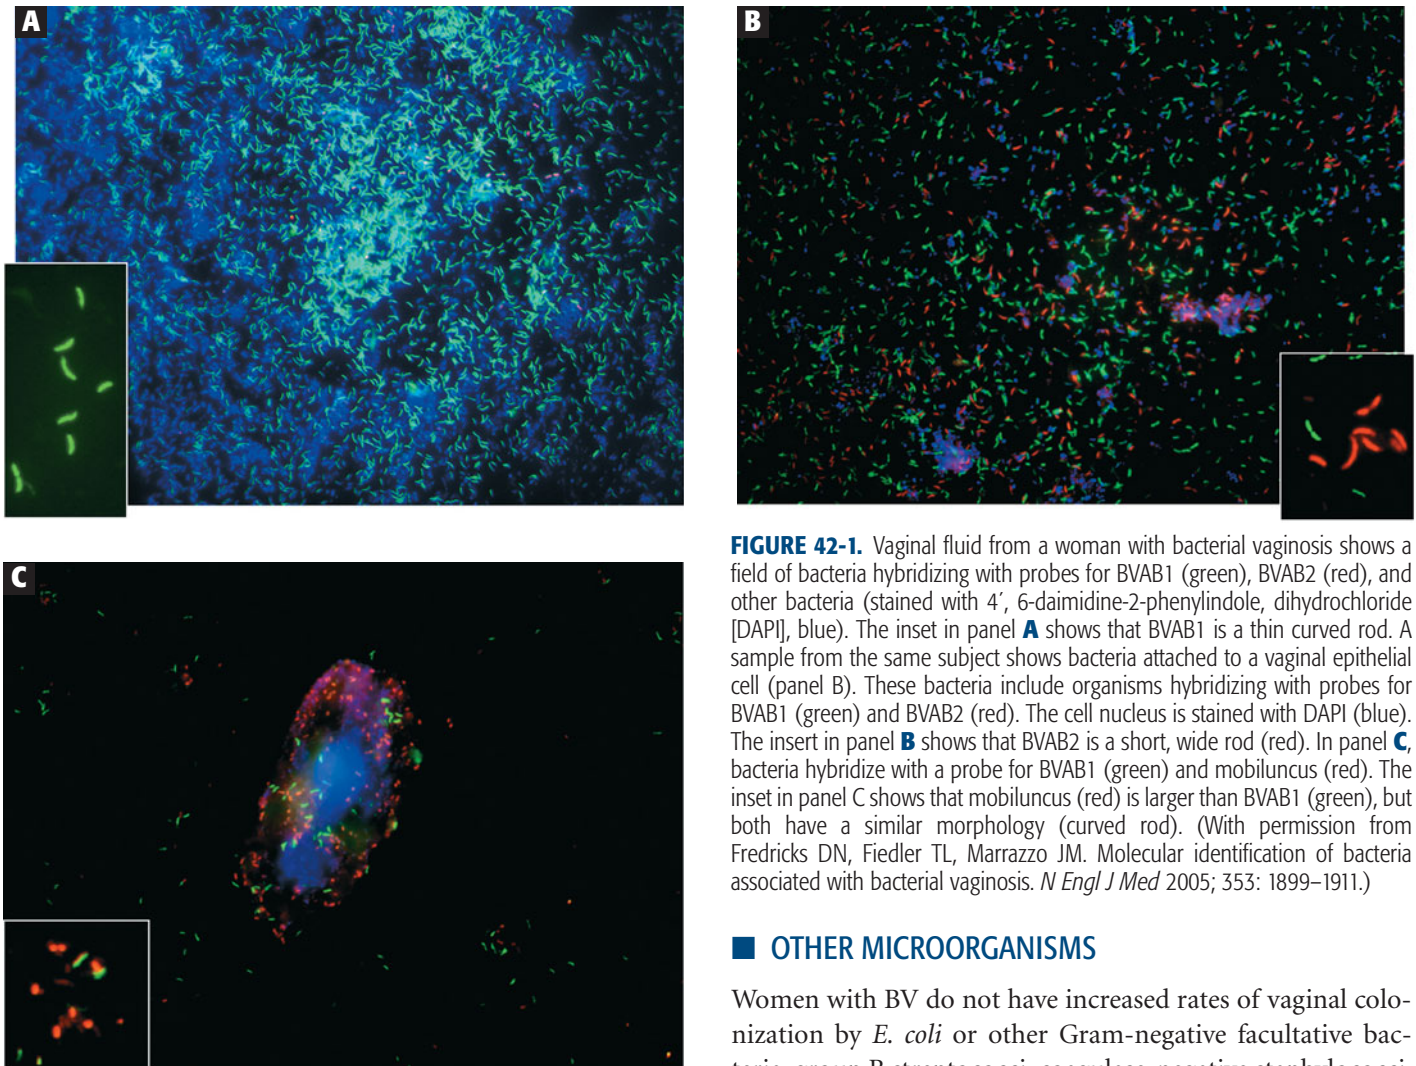 A
B
C
FIGURE 42-1. Vaginal fluid from a woman with bacterial vaginosis shows a
field of bacteria hybridizing with probes for BVAB1 (green), BVAB2 (red), and
other bacteria (stained with 4´, 6-daimidine-2-phenylindole, dihydrochloride
[DAPI], blue). The inset in panel A shows that BVAB1 is a thin curved rod. A
sample from the same subject shows bacteria attached to a vaginal epithelial
cell (panel B). These bacteria include organisms hybridizing with probes for
BVAB1 (green) and BVAB2 (red). The cell nucleus is stained with DAPI (blue).
The insert in panel B shows that BVAB2 is a short, wide rod (red). In panel C,
bacteria hybridize with a probe for BVAB1 (green) and mobiluncus (red). The
inset in panel C shows that mobiluncus (red) is larger than BVAB1 (green), but
both have a similar morphology (curved rod). (With permission from
Fredricks DN, Fiedler TL, Marrazzo JM. Molecular identification of bacteria
associated with bacterial vaginosis. N Engl J Med 2005; 353: 1899–1911.)
■ OTHER MICROORGANISMS
Women with BV do not have increased rates of vaginal colo-
nization by E. coli or other Gram-negative facultative bac-